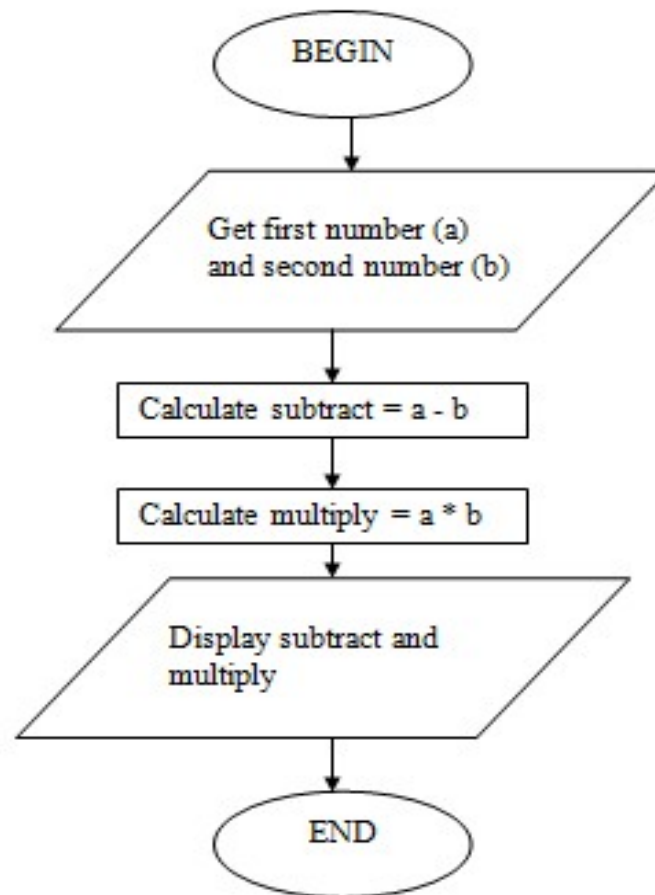 BEGIN
Get first number (a)
and second number (b)
Calculate subtract = a - b
Calculate multiply = a * b
Display subtract and
multiply
END